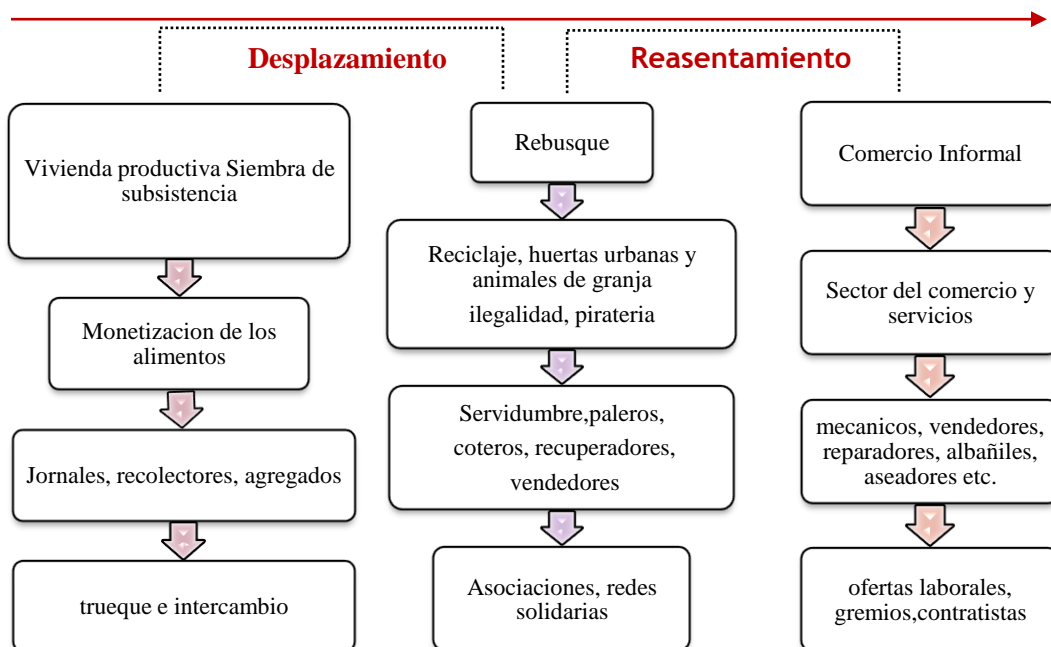 Desplazamiento
Reasentamiento
Vivienda productiva Siembra de
subsistencia
Monetizacion de los
alimentos
Jornales, recolectores, agregados
trueque e intercambio
Rebusque
Reciclaje, huertas urbanas y
animales de granja
ilegalidad, pirateria
Servidumbre,paleros,
coteros, recuperadores,
vendedores
Asociaciones, redes
solidarias
Comercio Informal
Sector del comercio y
servicios
mecanicos, vendedores,
reparadores, albañiles,
aseadores etc.
ofertas laborales,
gremios,contratistas